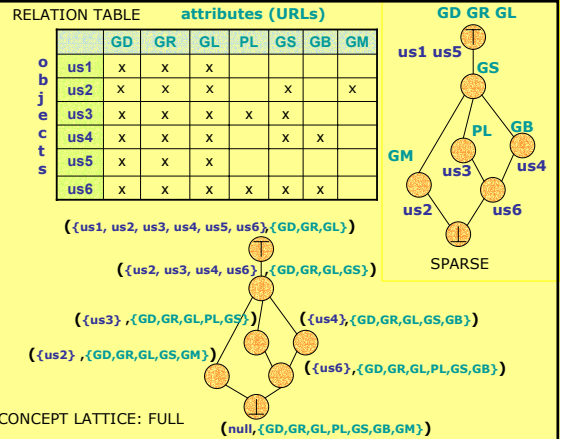 RELATION TABLE attributes (URLs)
objects
GD GR GL PL GS GB GM
us1 x x x
us2 x x x x x
us3 x x x x x
us4 x x x x x
us5 x x x
us6 x x x x x x
GD GR GL
us1 us5
GS
PL GB
GM
us3 us4
us2 us6
SPARSE
({us1, us2, us3, us4, us5, us6},{GD,GR,GL})
({us2, us3, us4, us6} ,{GD,GR,GL,GS})
({us3} ,{GD,GR,GL,PL,GS}) ({us4},{GD,GR,GL,GS,GB})
({us2} ,{GD,GR,GL,GS,GM})
({us6},{GD,GR,GL,PL,GS,GB})
CONCEPT LATTICE: FULL
(null,{GD,GR,GL,PL,GS,GB,GM})